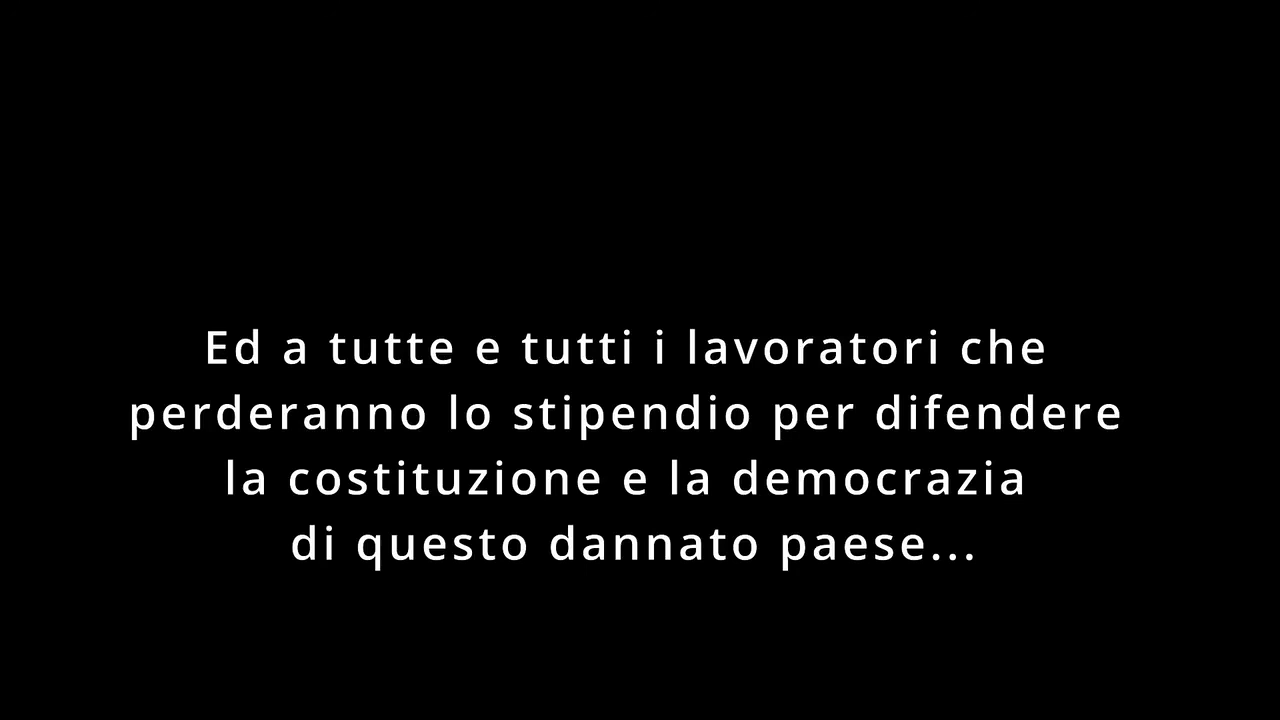 Ed a tutte e tutti i lavoratori che
perderanno lo stipendio per difendere
la costituzione e la democrazia
di questo dannato paese...